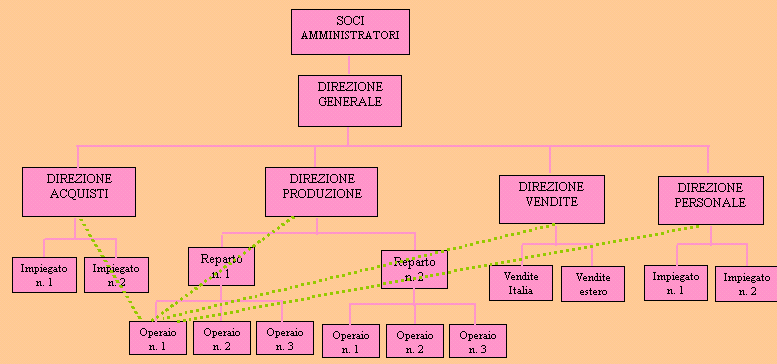 SOCI
AMMINISTRATORI
DIREZIONE
GENERALE
DIREZIONE
ACQUISTI
DIREZIONE
PRODUZIONE
DIREZIONE
VENDITE
DIREZIONE
PERSONALE
Impiegato
n. 1
Impiegato
n. 2
Reparto
n. 1
Reparto
n. 2
Vendite
Italia
Vendite
estero
Impiegato
n. 1
Impiegato
n. 2
Operaio
n. 1
Operaio
n. 2
Operaio
n. 3
Operaio
n. 1
Operaio
n. 2
Operaio
n. 3